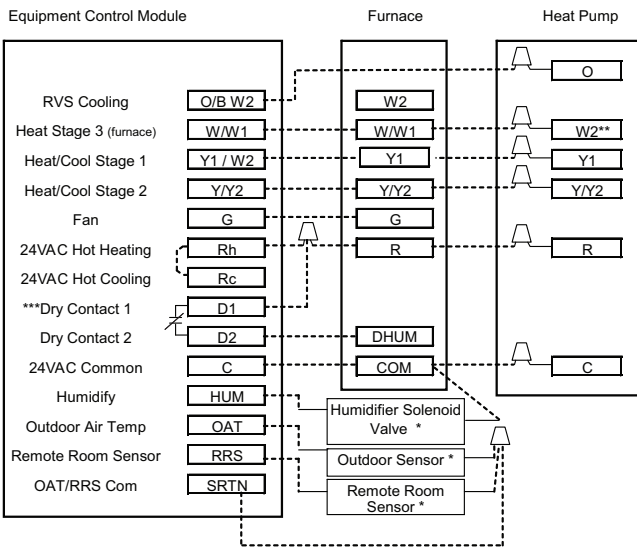 Equipment Control Module Furnace Heat Pump
O
RVS Cooling O/B W2 W2
Heat Stage 3 (furnace) W/W1 W/W1 W2**
Heat/Cool Stage 1 Y1 / W2 Y1 Y1
Heat/Cool Stage 2 Y/Y2 Y/Y2 Y/Y2
Fan G G
24VAC Hot Heating Rh R R
24VAC Hot Cooling Rc
***Dry Contact 1 D1
Dry Contact 2 D2 DHUM
24VAC Common C COM C
Humidify HUM
Humidifier Solenoid
Valve *
Outdoor Air Temp OAT
Outdoor Sensor *
Remote Room Sensor RRS
Remote Room
Sensor *
OAT/RRS Com SRTN